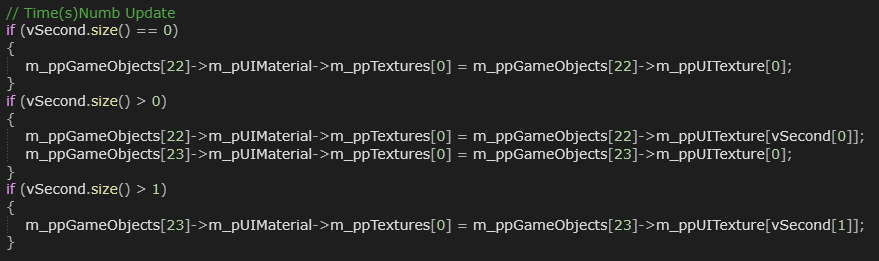 // Time(s)Numb Update
if (vSecond.size() == 0)
{
    m_ppGameObjects[22]->m_pUIMaterial->m_ppTextures[0] = m_ppGameObjects[22]->m_ppUITexture[0];
}
if (vSecond.size() > 0)
{
    m_ppGameObjects[22]->m_pUIMaterial->m_ppTextures[0] = m_ppGameObjects[22]->m_ppUITexture[vSecond[0]];
    m_ppGameObjects[23]->m_pUIMaterial->m_ppTextures[0] = m_ppGameObjects[23]->m_ppUITexture[0];
}
if (vSecond.size() > 1)
{
    m_ppGameObjects[23]->m_pUIMaterial->m_ppTextures[0] = m_ppGameObjects[23]->m_ppUITexture[vSecond[1]];
}